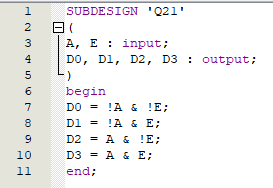 1 SUBDESIGN 'Q21'
2 (
3 A, E : input;
4 D0, D1, D2, D3 : output;
5 )
6 begin
7 D0 = !A & !E;
8 D1 = !A & E;
9 D2 = A & !E;
10 D3 = A & E;
11 end;